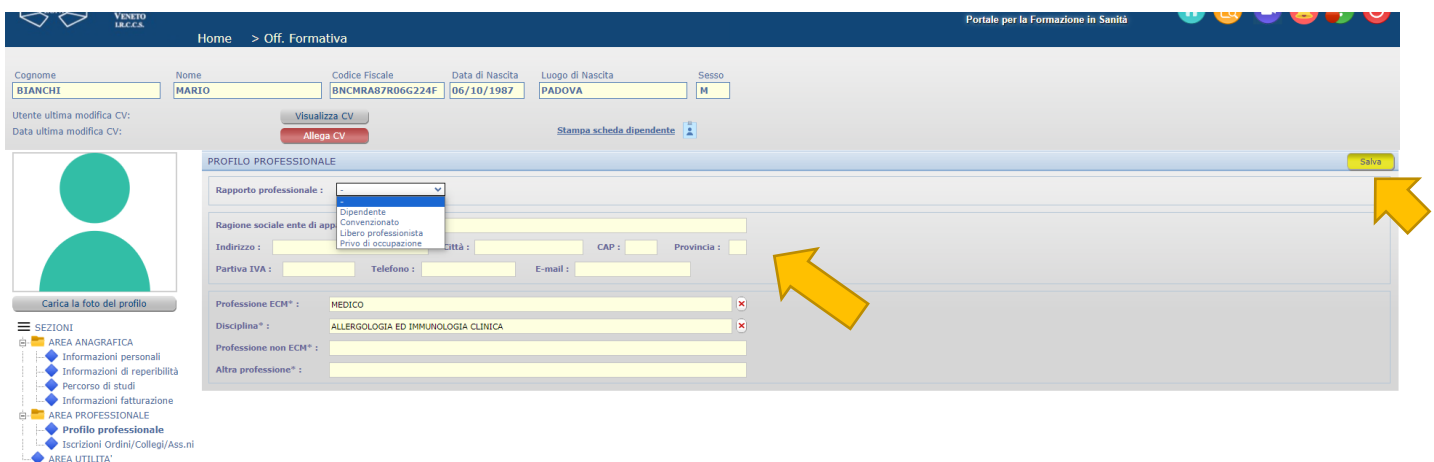 VENETO
I.R.C.C.S.
Portale per la Formazione in Sanità
Home > Off. Formativa
Cognome Nome Codice Fiscale Data di Nascita Luogo di Nascita Sesso
BIANCHI MARIO BNCMRA87R06G224F 06/10/1987 PADOVA M
Utente ultima modifica CV: Visualizza CV
Data ultima modifica CV: Allega CV Stampa scheda dipendente
PROFILO PROFESSIONALE Salva
Rapporto professionale : -
-
Dipendente
Convenzionato
Libero professionista
Privo di occupazione
Ragione sociale ente di app
Indirizzo : Città : CAP : Provincia :
Partiva IVA : Telefono : E-mail :
Carica la foto del profilo
Professione ECM* : MEDICO
Disciplina* : ALLERGOLOGIA ED IMMUNOLOGIA CLINICA
Professione non ECM* :
Altra professione* :
SEZIONI
AREA ANAGRAFICA
Informazioni personali
Informazioni di reperibilità
Percorso di studi
Informazioni fatturazione
AREA PROFESSIONALE
Profilo professionale
Iscrizioni Ordini/Collegi/Ass.ni
AREA UTILITA'